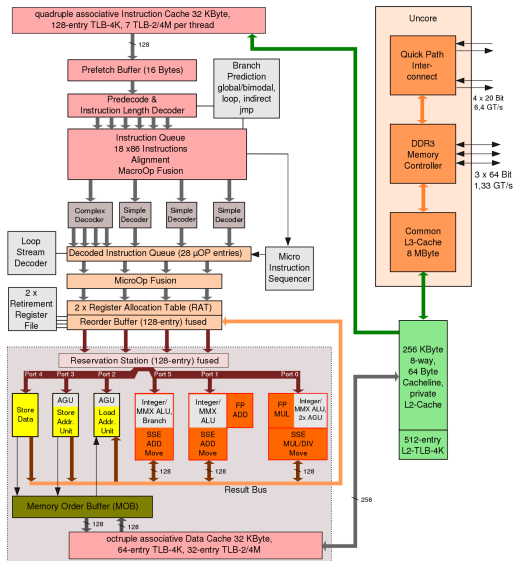 quadruple associative Instruction Cache 32 KByte,
128-entry TLB-4K, 7 TLB-2/4M per thread
128
Prefetch Buffer (16 Bytes)
Predecode &
Instruction Length Decoder
Branch
Prediction
global/bimodal,
loop, indirect
jmp
Instruction Queue
18 x86 Instructions
Alignment
MacroOp Fusion
Complex
Decoder
Simple
Decoder
Simple
Decoder
Simple
Decoder
Loop
Stream
Decoder
Decoded Instruction Queue (28 µOP entries)
Micro
Instruction
Sequencer
MicroOp Fusion
2 x
Retirement
Register
File
2 x Register Allocation Table (RAT)
Reorder Buffer (128-entry) fused
Reservation Station (128-entry) fused
Port 4
Port 3
Port 2
Port 5
Port 1
Port 0
Store
Data
AGU
Store
Addr.
Unit
AGU
Load
Addr.
Unit
Integer/
MMX ALU,
Branch
SSE
ADD
Move
Integer/
MMX
ALU
FP
ADD
SSE
ADD
Move
FP
MUL
Integer/
MMX ALU,
2x AGU
SSE
MUL/DIV
Move
128
128
128
Result Bus
Memory Order Buffer (MOB)
128
128
octruple associative Data Cache 32 KByte,
64-entry TLB-4K, 32-entry TLB-2/4M
256
256 KByte
8-way,
64 Byte
Cacheline,
private
L2-Cache
512-entry
L2-TLB-4K
Uncore
Quick Path
Inter-
connect
4 x 20 Bit
6,4 GT/s
DDR3
Memory
Controller
3 x 64 Bit
1,33 GT/s
Common
L3-Cache
8 MByte